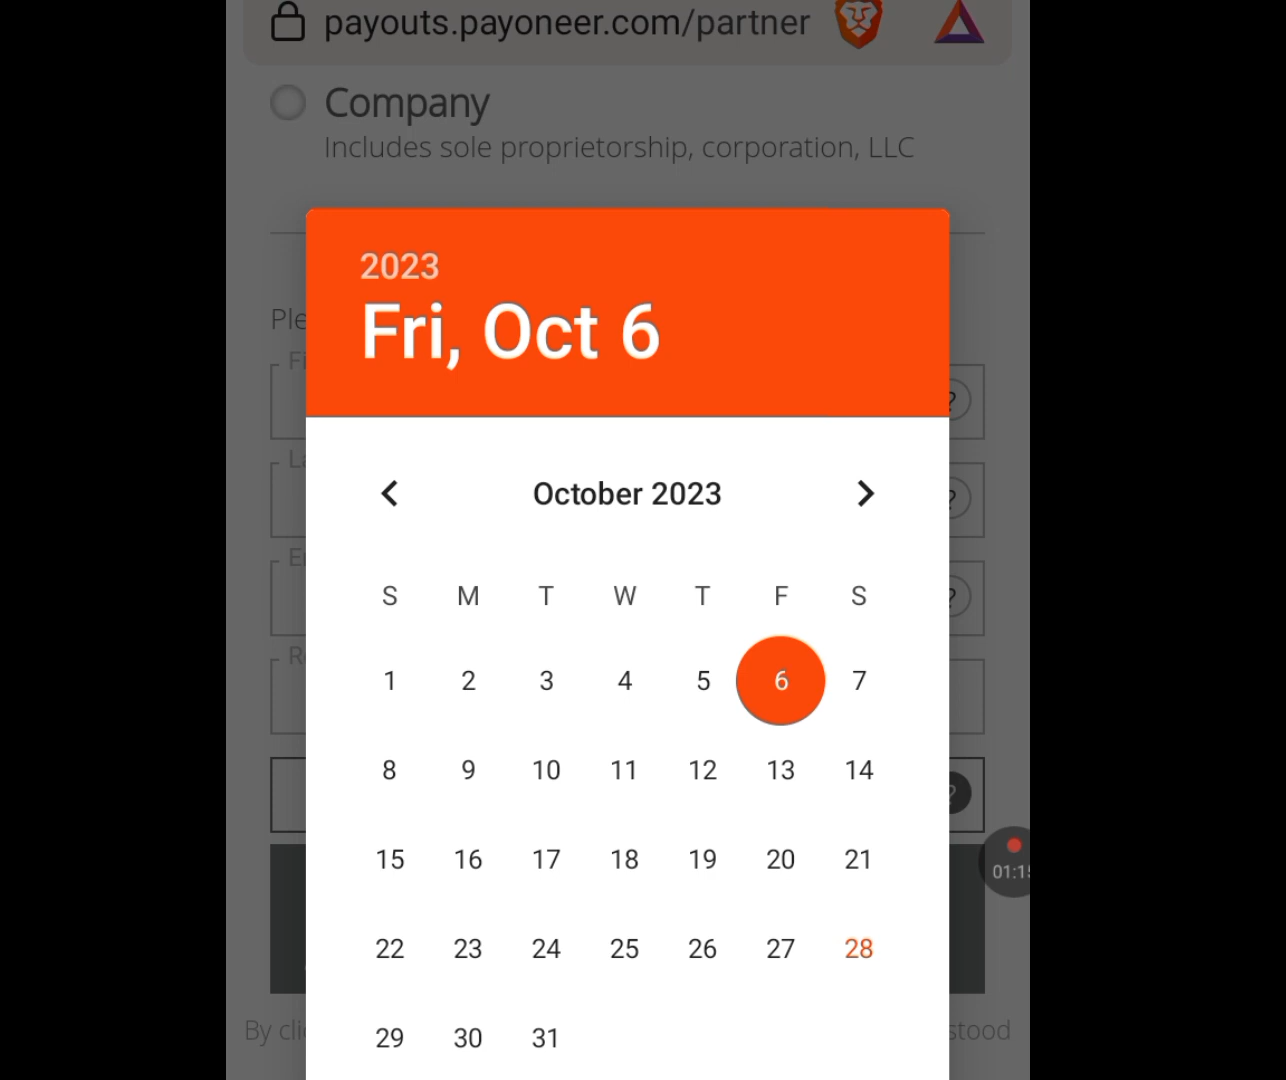 payouts.payoneer.com/partner
Company
Includes sole proprietorship, corporation, LLC
2023
Fri, Oct 6
October 2023
S M T W T F S
1 2 3 4 5 6 7
8 9 10 11 12 13 14
15 16 17 18 19 20 21
22 23 24 25 26 27 28
29 30 31
01:15
By